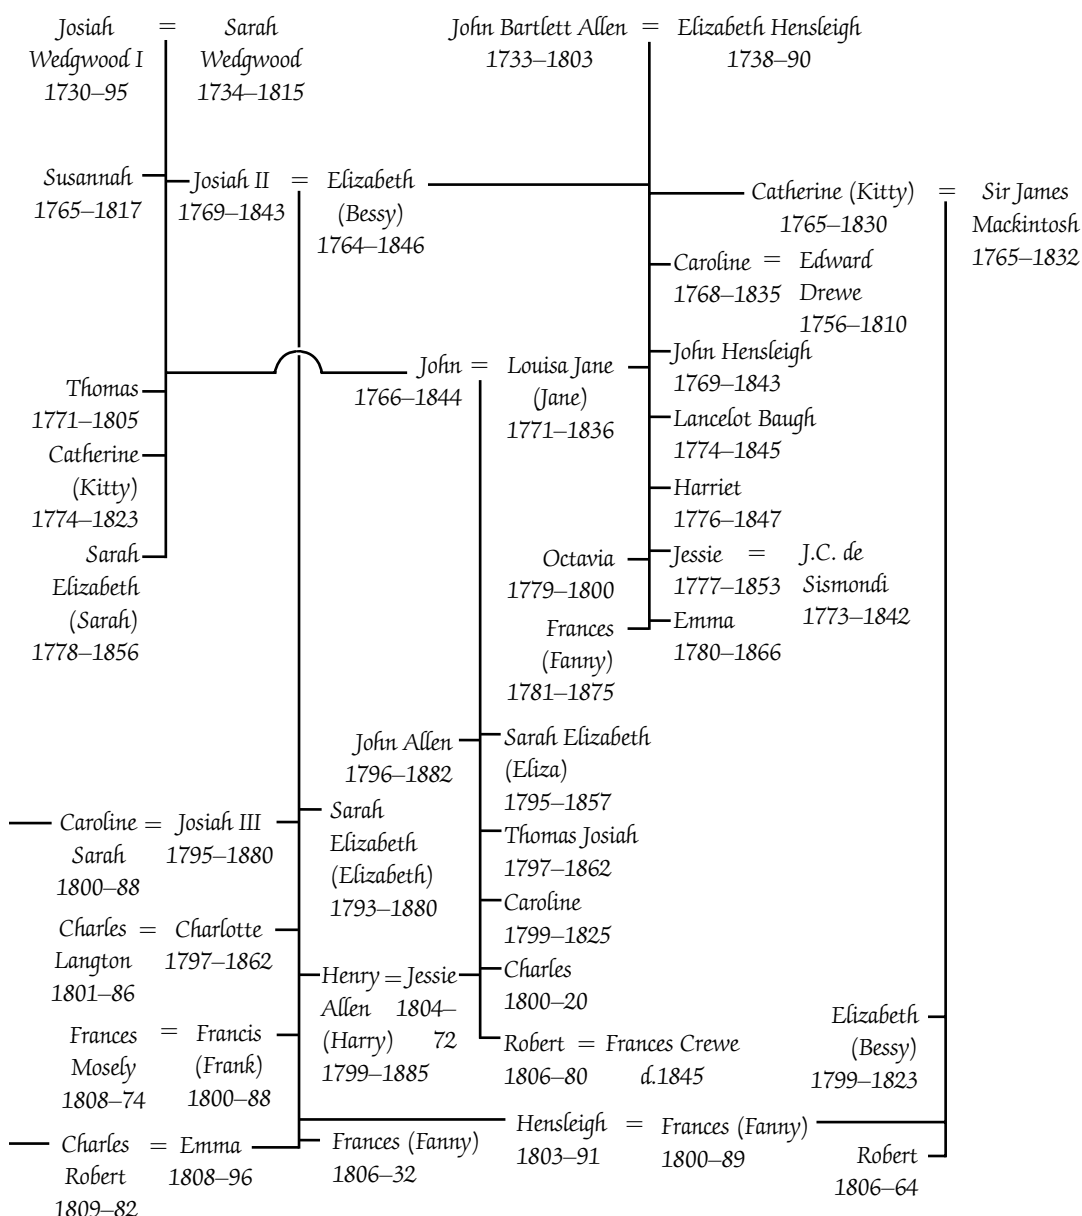 Josiah = Sarah
Wedgwood I Wedgwood
1730–95 1734–1815
John Bartlett Allen = Elizabeth Hensleigh
1733–1803 1738–90
Susannah
1765–1817
Josiah II = Elizabeth
1769–1843 (Bessy)
1764–1846
Catherine (Kitty) = Sir James
1765–1830 Mackintosh
1765–1832
Caroline = Edward
1768–1835 Drewe
1756–1810
John Hensleigh
1769–1843
John = Louisa Jane
1766–1844 (Jane)
1771–1836
Thomas
1771–1805
Lancelot Baugh
1774–1845
Catherine
(Kitty)
1774–1823
Harriet
1776–1847
Sarah
Elizabeth
(Sarah)
1778–1856
Octavia
1779–1800
Jessie = J.C. de
1777–1853 Sismondi
1773–1842
Frances
(Fanny)
1781–1875
Emma
1780–1866
John Allen
1796–1882
Sarah Elizabeth
(Eliza)
1795–1857
Caroline = Josiah III
Sarah 1795–1880
1800–88
Sarah
Elizabeth
(Elizabeth)
1793–1880
Thomas Josiah
1797–1862
Caroline
1799–1825
Charles = Charlotte
Langton 1797–1862
1801–86
Henry = Jessie
Allen 1804–
(Harry) 72
1799–1885
Charles
1800–20
Frances = Francis
Mosely (Frank)
1808–74 1800–88
Robert = Frances Crewe
1806–80 d.1845
Elizabeth
(Bessy)
1799–1823
Hensleigh = Frances (Fanny)
1803–91 1800–89
Charles = Emma
Robert 1808–96
1809–82
Frances (Fanny)
1806–32
Robert
1806–64